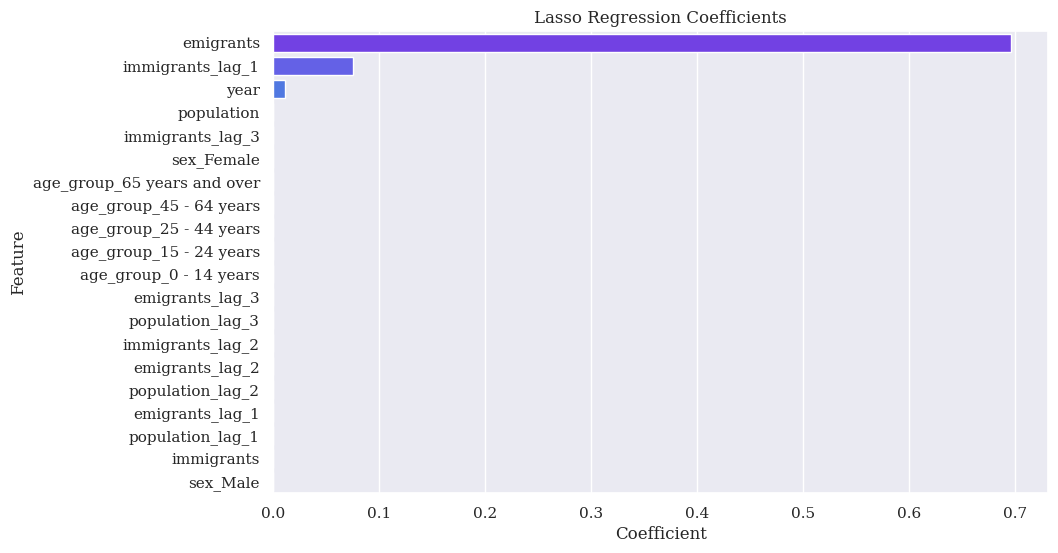 Lasso Regression Coefficients
emigrants
immigrants_lag_1
year
population
immigrants_lag_3
sex_Female
age_group_65 years and over
age_group_45 - 64 years
age_group_25 - 44 years
age_group_15 - 24 years
age_group_0 - 14 years
emigrants_lag_3
population_lag_3
immigrants_lag_2
emigrants_lag_2
population_lag_2
emigrants_lag_1
population_lag_1
immigrants
sex_Male
Feature
0.0 0.1 0.2 0.3 0.4 0.5 0.6 0.7
Coefficient